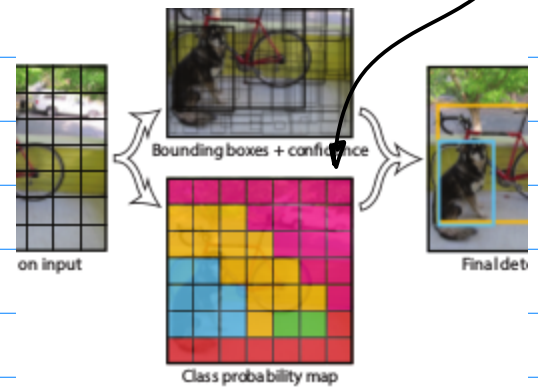 Bounding boxes + confidence
on input
Final dete
Class probability map